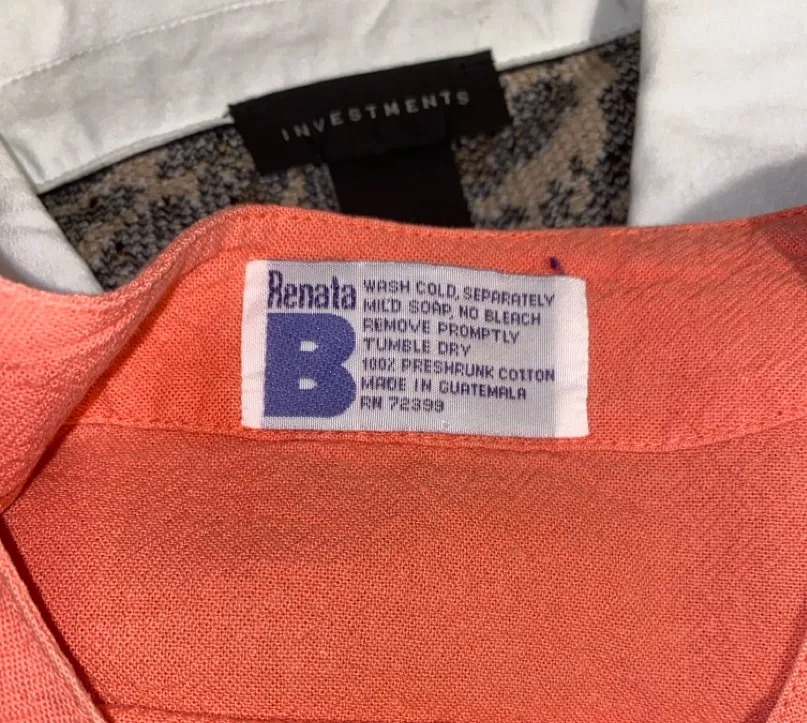 INVESTMENTS
Renata
B
WASH COLD, SEPARATELY
MILD SOAP, NO BLEACH
REMOVE PROMPTLY
TUMBLE DRY
100% PRESHRUNK COTTON
MADE IN GUATEMALA
RN 72399